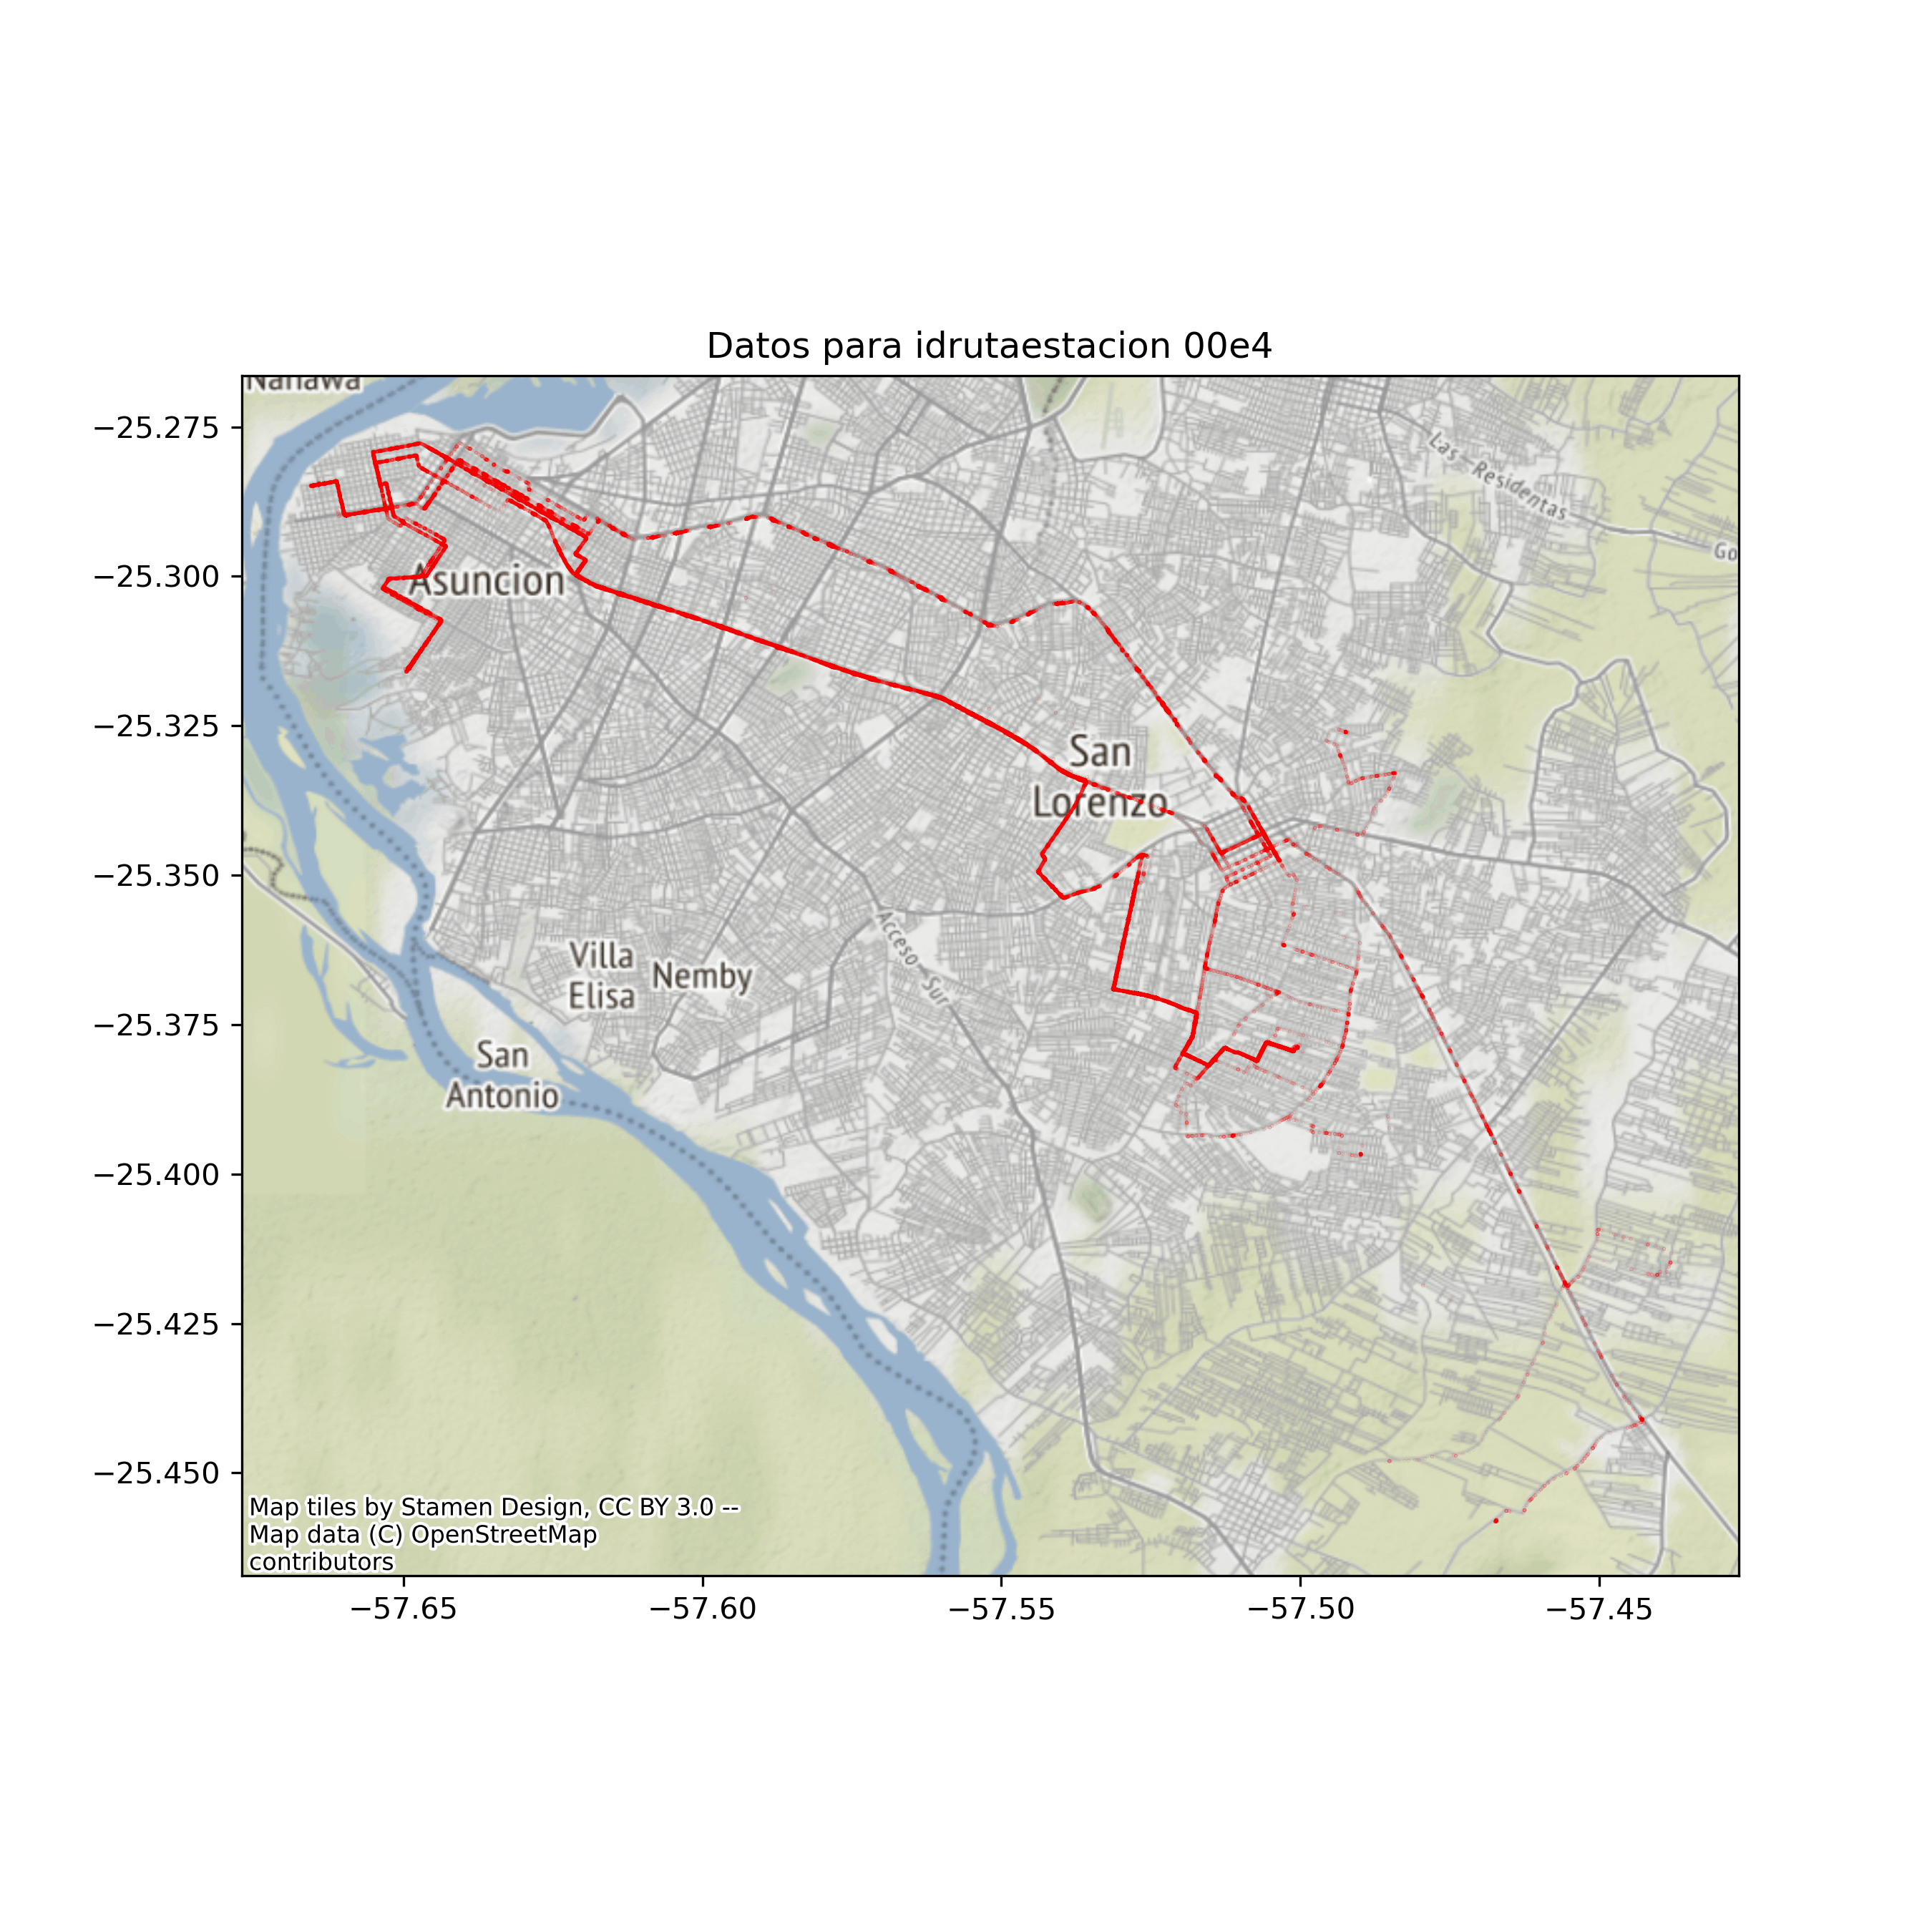 Datos para idrutaestacion 00e4
Nanawa
−25.275
Las Residentas
Go
−25.300
Asuncion
−25.325
San
Lorenzo
−25.350
Acceso Sur
Villa
Elisa
Nemby
−25.375
San
Antonio
−25.400
−25.425
−25.450
Map tiles by Stamen Design, CC BY 3.0 --
Map data (C) OpenStreetMap
contributors
−57.65
−57.60
−57.55
−57.50
−57.45